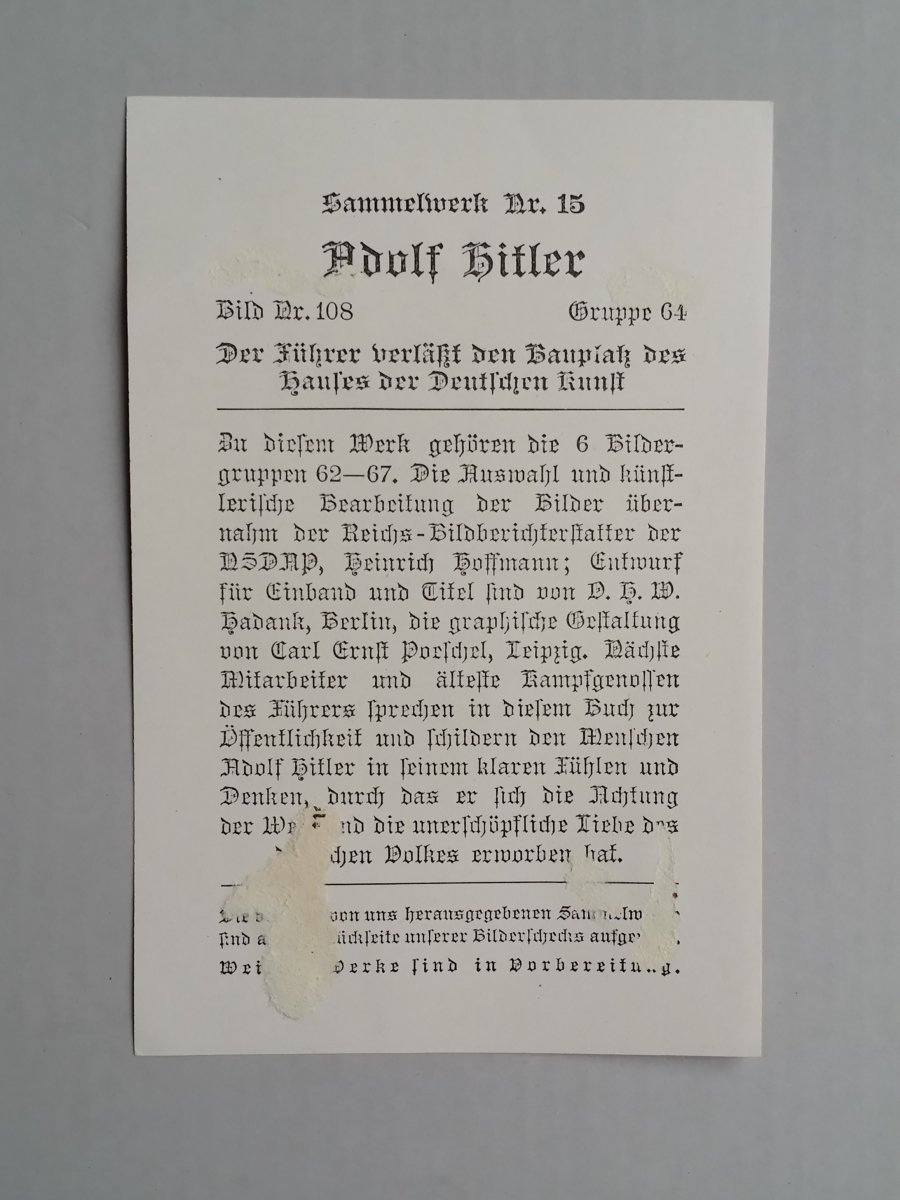 Sammelwerk Nr. 15
Adolf Hitler
Bild Nr. 108 Gruppe 64
Der Führer verläßt den Bauplatz des
Hauses der Deutschen Kunst
Zu diesem Werk gehören die 6 Bilder-
gruppen 62—67. Die Auswahl und künst-
lerische Bearbeitung der Bilder über-
nahm der Reichs-Bildberichterstatter der
NSDAP, Heinrich Hoffmann; Entwurf
für Einband und Titel sind von O. H. W.
Hadank, Berlin, die graphische Gestaltung
von Carl Ernst Poeschel, Leipzig. Nächste
Mitarbeiter und älteste Kampfgenossen
des Führers sprechen in diesem Buch zur
Öffentlichkeit und schildern den Menschen
Adolf Hitler in seinem klaren Fühlen und
Denken, durch das er sich die Achtung
der und die unerschöpfliche Liebe des
Volkes erworben hat.
Die von uns herausgegebenen
sind unserer Bilderschecks
Werke sind in Vorbereitung.